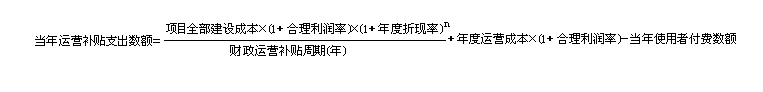 项目全部建设成本×(1+合理利润率)×(1+年度折现率)n
当年运营补贴支出数额=
+年度运营成本×(1+合理利润率)-当年使用者付费数额
财政运营补贴周期(年)